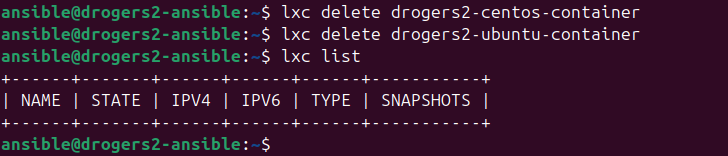 ansible@drogers2-ansible:~$ lxc delete drogers2-centos-container
ansible@drogers2-ansible:~$ lxc delete drogers2-ubuntu-container
ansible@drogers2-ansible:~$ lxc list
+------+-------+------+------+------+-----------+
| NAME | STATE | IPV4 | IPV6 | TYPE | SNAPSHOTS |
+------+-------+------+------+------+-----------+
ansible@drogers2-ansible:~$